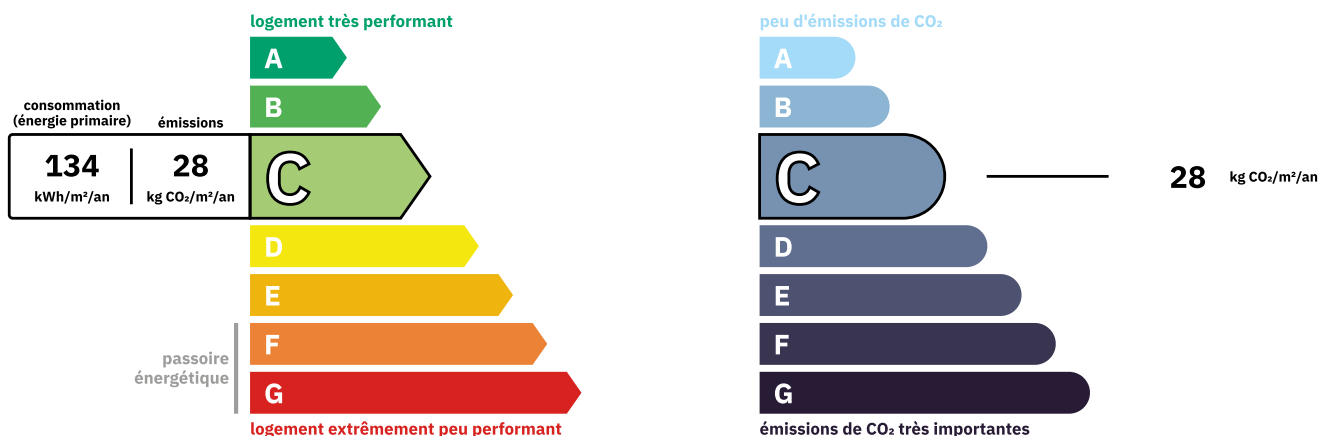 logement très performant
A
B
consommation
(énergie primaire)
émissions
134
kWh/m²/an
28
kg CO₂/m²/an
C
D
E
F
G
passoire
énergétique
logement extrêmement peu performant
peu d'émissions de CO₂
A
B
C
28 kg CO₂/m²/an
D
E
F
G
émissions de CO₂ très importantes